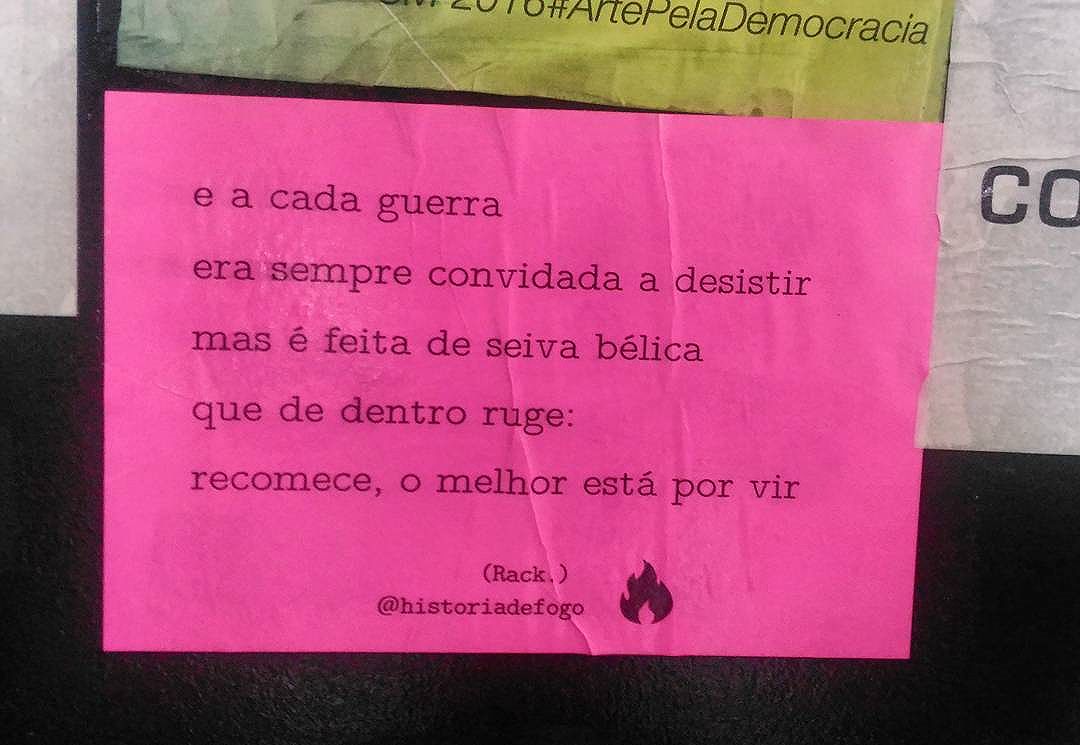 2016#ArtePelaDemocracia
e a cada guerra
era sempre convidada a desistir
mas é feita de seiva bélica
que de dentro ruge:
recomece, o melhor está por vir
(Rack.)
@historiadefogo
CO